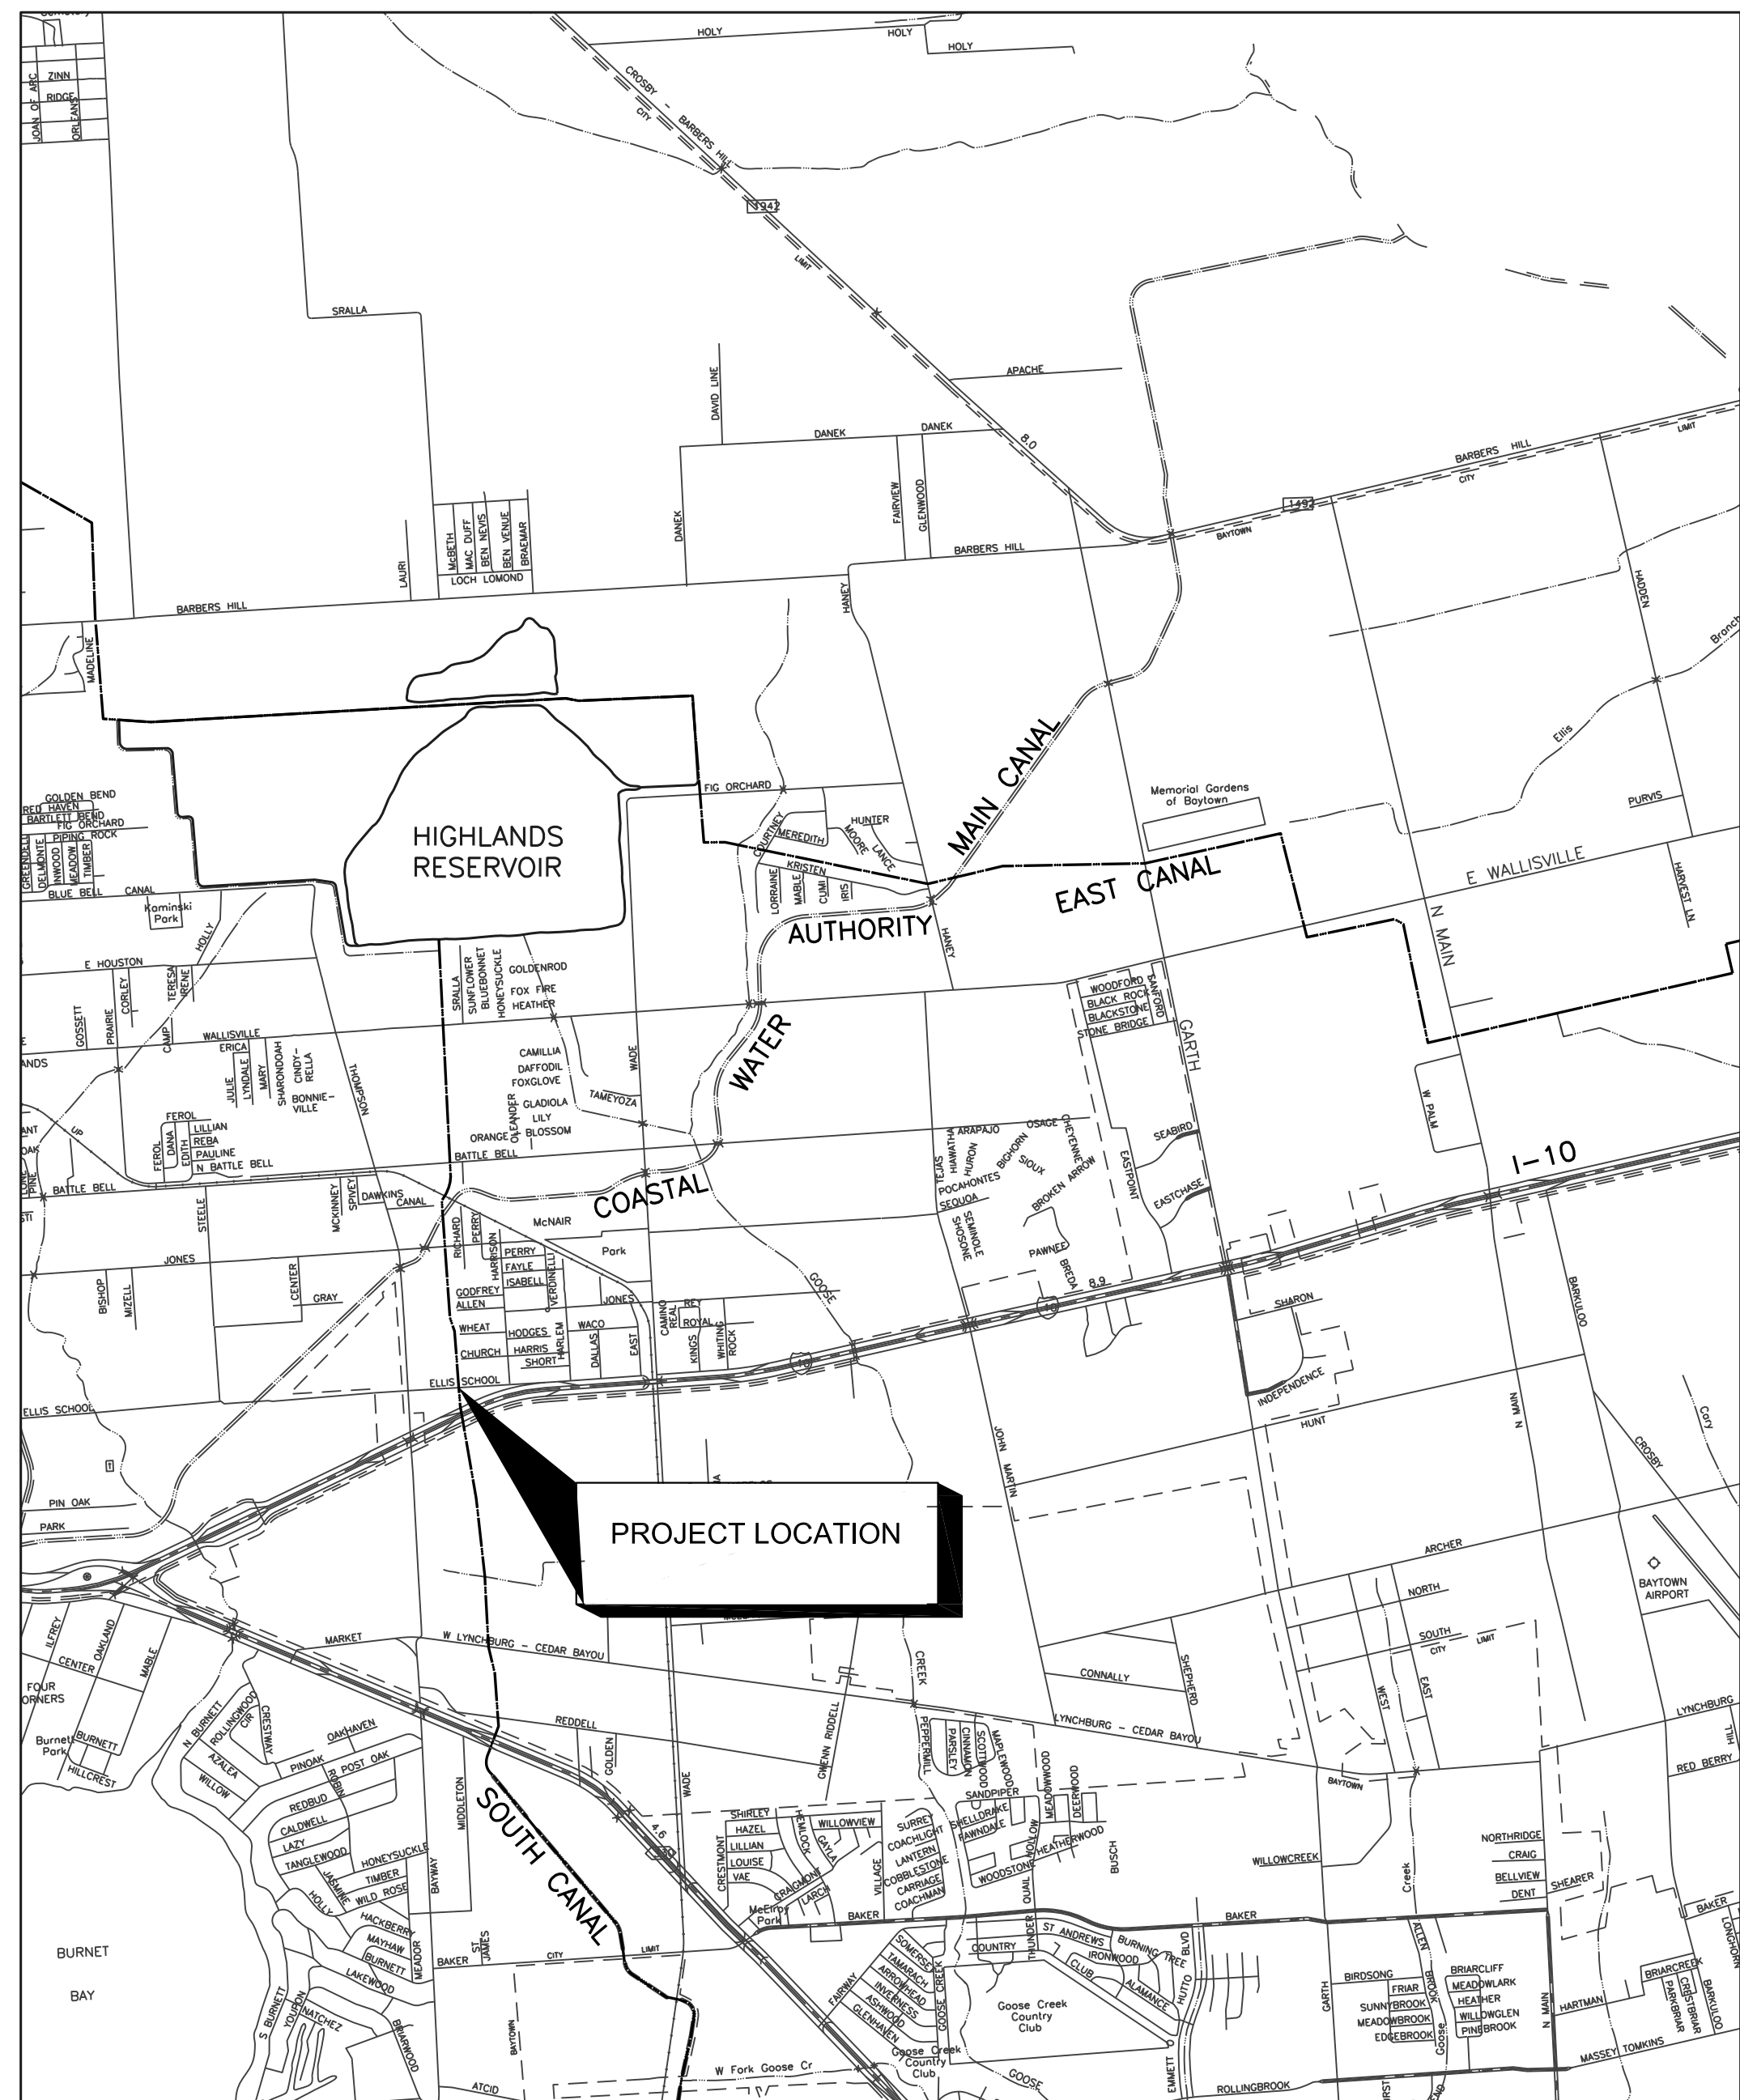 HOLY
HOLY
HOLY
ZINN
RIDGE
JOAN OF ARC
ORLEANS
CROSBY - BARBERS HILL
CITY
1942
LIMIT
SRALLA
DAVID LINE
APACHE
DANEK
DANEK
8.0
BARBERS HILL
LIMIT
CITY
1492
BAYTOWN
DANEK
FAIRVIEW
GLENWOOD
BARBERS HILL
LAURI
McBETH
MAC DUFF
BEN NEVIS
BEN VENUE
BRAEMAR
LOCH LOMOND
BARBERS HILL
HANEY
HADDEN
Branch
MADELINE
Ellis
MAIN CANAL
FIG ORCHARD
Memorial Gardens
of Baytown
PURVIS
GOLDEN BEND
RED HAVEN
BARTLETT BEND
FIG ORCHARD
PIPING ROCK
GREENDELL
DELMONTE
INWOOD
MEADOW
TIMBER
BLUE BELL
CANAL
HIGHLANDS
RESERVOIR
COURTNEY
MEREDITH
MOORE
HUNTER
LANCE
KRISTEN
LORRAINE
MABLE
CUMI
IRIS
EAST CANAL
E WALLISVILLE
HARVEST LN
N MAIN
Kaminski
Park
HOLLY
AUTHORITY
HANEY
E HOUSTON
GOSSETT
PRAIRIE
CORLEY
TERESA
IRENE
CAMP
SRALLA
SUNFLOWER
BLUEBONNET
HONEYSUCKLE
GOLDENROD
FOX FIRE
HEATHER
WOODFORD
BLACK ROCK
BLACKSTONE
STONE BRIDGE
SANFORD
GARTH
WALLISVILLE
ERICA
JULIE
LYNDALE
MARY
SHARONDOAH
CINDY-
RELLA
BONNIE-
VILLE
THOMPSON
CAMILLIA
DAFFODIL
FOXGLOVE
GLADIOLA
LILY
OLEANDER
ORANGE BLOSSOM
TAMEYOZA
WADE
WATER
W PALM
UP
FEROL
FEROL
DANA
EDITH
LILLIAN
REBA
PAULINE
N BATTLE BELL
BATTLE BELL
BATTLE BELL
PINE
STEELE
MCKINNEY
SPIVEY
DAWKINS
CANAL
COASTAL
TEJAS
HIAWATHA
ARAPAJO
HURON
BIGHORN
OSAGE
SIOUX
CHEYENNE
POCAHONTES
SEQUOA
BROKEN ARROW
SEMINOLE
SHOSONE
PAWNEE
BREDA
SEABIRD
EASTPOINT
EASTCHASE
I-10
JONES
BISHOP
MIZELL
CENTER
GRAY
RICHARD
PERRY
HARRISON
McNAIR
Park
PERRY
FAYLE
ISABELL
VERDINELLI
GODFREY
ALLEN
WHEAT
HODGES
CHURCH
HARRIS
SHORT
HARLEM
JONES
WACO
DALLAS
EAST
CAMINO
REAL
REY
ROYAL
KINGS
WHITING
ROCK
GOOSE
10
10
8.9
SHARON
INDEPENDENCE
HUNT
BARKULOO
MAIN N
Cary
CROSBY
ELLIS SCHOOL
ELLIS SCHOOL
JOHN MARTIN
PIN OAK
PARK
PROJECT LOCATION
ARCHER
NORTH
SOUTH
CITY
LIMIT
WEST
EAST
BAYTOWN
AIRPORT
ILFREY
OAKLAND
MABLE
CENTER
MARKET
W LYNCHBURG - CEDAR BAYOU
CREEK
CONNALLY
SHEPHERD
LYNCHBURG - CEDAR BAYOU
LYNCHBURG
HILL
RED BERRY
BAYTOWN
Burnett
Park
BURNETT
HILLCREST
N BURNETT
ROLLINGWOOD
CIR
CRESTWAY
AZALEA
WILLOW
PINOAK
OAKHAVEN
ROBIN
POST OAK
REDBUD
CALDWELL
LAZY
TANGLEWOOD
JASMINE
HOLLY
HONEYSUCKLE
TIMBER
WILD ROSE
HACKBERRY
MAYHAW
BURNETT
LAKEWOOD
MEADOR
BAYWAY
MIDDLETON
REDDELL
GOLDEN
WADE
GWENN RIDDELL
SOUTH CANAL
4.6
PEPPERMILL
PARSLEY
CINNAMON
SCOTTWOOD
MAPLEWOOD
SANDPIPER
MEADOWWOOD
DEERWOOD
SHELLDRAKE
FAWNDALE
HOLLOW
HEATHERWOOD
WOODSTONE
QUAIL
BUSCH
SHIRLEY
HAZEL
LILLIAN
LOUISE
VAE
CRESTMONT
HEMLOCK
GAYLA
WILLOWVIEW
CRAIGMONT
LARCH
McElroy
Park
VILLAGE
SURREY
COACHLIGHT
LANTERN
COBBLESTONE
CARRIAGE
COACHMAN
BAKER
BAKER
WILLOWCREEK
Creek
NORTHRIDGE
CRAIG
BELLVIEW
DENT
SHEARER
BAKER
BURNET
BAY
BAKER
ST
JAMES
CITY
LIMIT
S BURNETT
YOUPON
NATCHEZ
BRIARWOOD
BAYTOWN
ATCID
SOMERSET
TAMARACH
ARROWHEAD
INVERNESS
ASHWOOD
GLENHAVEN
FAIRWAY
GOOSE CREEK
COUNTRY
THUNDER
ST ANDREWS
BURNING TREE
IRONWOOD
CLUB
ALAMANCE
HUTTO
BLVD
Goose Creek
Country
Club
Goose Creek
Country
Club
W Fork Goose Cr
GOOSE
EMMETT O
ROLLINGBROOK
GARTH
ALLEN
BROOK
Goose
BIRDSONG
FRIAR
SUNNYBROOK
MEADOWBROOK
EDGEBROOK
BRIARCLIFF
MEADOWLARK
HEATHER
WILLOWGLEN
PINEBROOK
N MAIN
HARTMAN
BRIARCREEK
PARKBRIAR
CRESTBRIAR
BARKULOO
LONGHORN
MASSEY TOMKINS